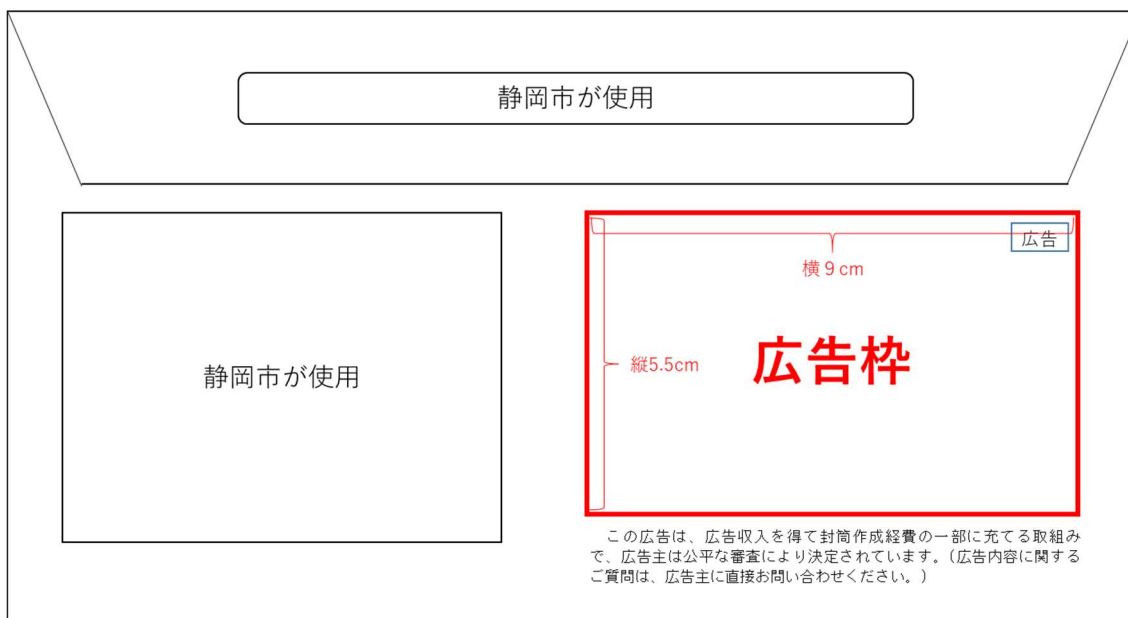 静岡市が使用
静岡市が使用
広告
横９cm
縦5.5cm
広告枠
この広告は、広告収入を得て封筒作成経費の一部に充てる取組み
で、広告主は公平な審査により決定されています。（広告内容に関する
ご質問は、広告主に直接お問い合わせください。）